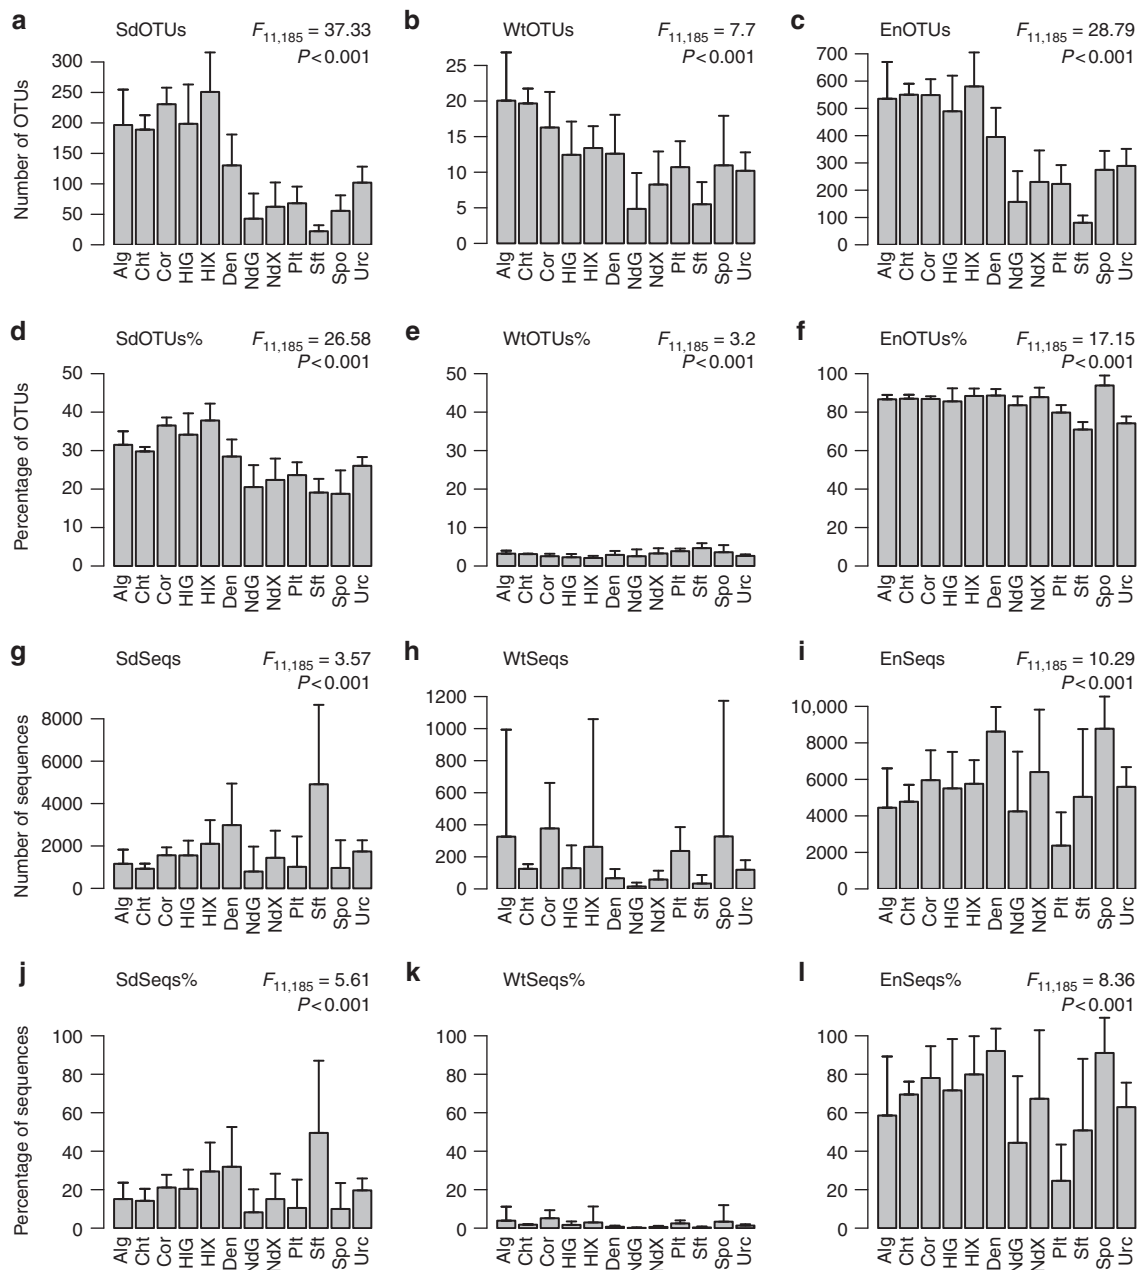 a SdOTUs F11,185 = 37.33 P<0.001
b WtOTUs F11,185 = 7.7 P<0.001
c EnOTUs F11,185 = 28.79 P<0.001
Number of OTUs
300 250 200 150 100 50 0
25 20 15 10 5 0
700 600 500 400 300 200 100 0
Alg Cht Cor HIG HIX Den NdG NdX Plt Sft Spo Urc
Alg Cht Cor HIG HIX Den NdG NdX Plt Sft Spo Urc
Alg Cht Cor HIG HIX Den NdG NdX Plt Sft Spo Urc
d SdOTUs% F11,185 = 26.58 P<0.001
e WtOTUs% F11,185 = 3.2 P<0.001
f EnOTUs% F11,185 = 17.15 P<0.001
Percentage of OTUs
50 40 30 20 10 0
50 40 30 20 10 0
100 80 60 40 20 0
Alg Cht Cor HIG HIX Den NdG NdX Plt Sft Spo Urc
Alg Cht Cor HIG HIX Den NdG NdX Plt Sft Spo Urc
Alg Cht Cor HIG HIX Den NdG NdX Plt Sft Spo Urc
g SdSeqs F11,185 = 3.57 P<0.001
h WtSeqs
i EnSeqs F11,185 = 10.29 P<0.001
Number of sequences
8000 6000 4000 2000 0
1200 1000 800 600 400 200 0
10,000 8000 6000 4000 2000 0
Alg Cht Cor HIG HIX Den NdG NdX Plt Sft Spo Urc
Alg Cht Cor HIG HIX Den NdG NdX Plt Sft Spo Urc
Alg Cht Cor HIG HIX Den NdG NdX Plt Sft Spo Urc
j SdSeqs% F11,185 = 5.61 P<0.001
k WtSeqs%
l EnSeqs% F11,185 = 8.36 P<0.001
Percentage of sequences
100 80 60 40 20 0
100 80 60 40 20 0
100 80 60 40 20 0
Alg Cht Cor HIG HIX Den NdG NdX Plt Sft Spo Urc
Alg Cht Cor HIG HIX Den NdG NdX Plt Sft Spo Urc
Alg Cht Cor HIG HIX Den NdG NdX Plt Sft Spo Urc